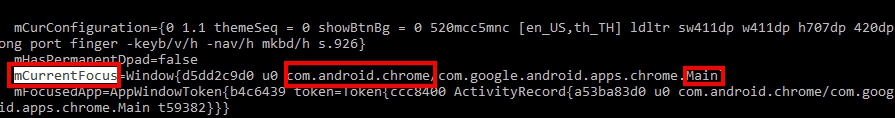 mCurConfiguration={0 1.1 themeSeq = 0 showBtnBg = 0 520mcc5mnc [en_US,th_TH] ldltr sw411dp w411dp h707dp 420dp
ong port finger -keyb/v/h -nav/h mkbd/h s.926}
mHasPermanentDpad=false
mCurrentFocus=Window{d5dd2c9d0 u0 com.android.chrome/com.google.android.apps.chrome.Main}
mFocusedApp=AppWindowToken{b4c6439 token=Token{ccc8400 ActivityRecord{a53ba83d0 u0 com.android.chrome/com.goog
id.apps.chrome.Main t59382}}}